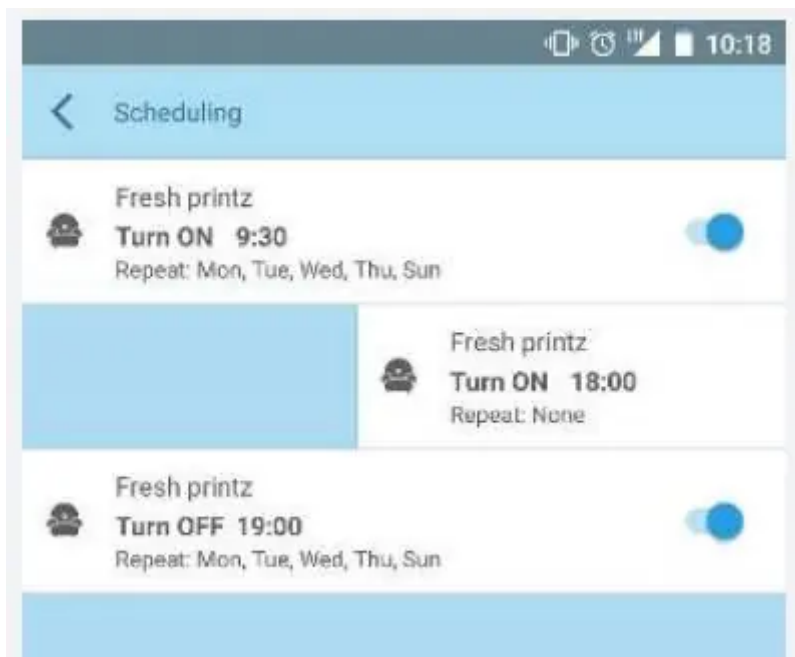 10:18
Scheduling
Fresh printz
Turn ON 9:30
Repeat: Mon, Tue, Wed, Thu, Sun
Fresh printz
Turn ON 18:00
Repeat: None
Fresh printz
Turn OFF 19:00
Repeat: Mon, Tue, Wed, Thu, Sun